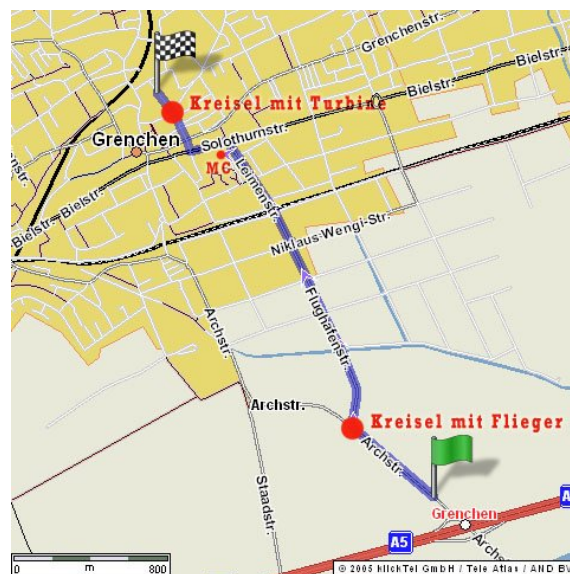 Grenchenstr.
Bielstr.
Bielstr.
Kreisel mit Turbine
Solothurnstr.
Grenchen
MC
Leimenstr.
Bielstr.
Bielstr.
Niklaus-Wengi-Str.
Flughafenstr.
Archstr.
Archstr.
Kreisel mit Flieger
Archstr.
Staadstr.
Grenchen
A5
A5
Archstr.
0 m 800
© 2005 klickTel GmbH / Tele Atlas / AND BV